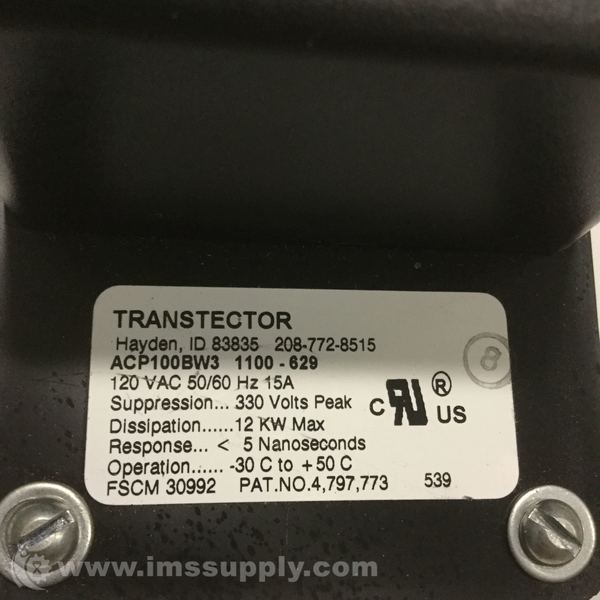 TRANSTECTOR
Hayden, ID 83835 208-772-8515
ACP100BW3 1100 - 629
120 VAC 50/60 Hz 15A
Suppression... 330 Volts Peak
Dissipation......12 KW Max
Response... < 5 Nanoseconds
Operation...... -30 C to +50 C
FSCM 30992 PAT.NO.4,797,773 539
C UR ® US
8
www.imssupply.com